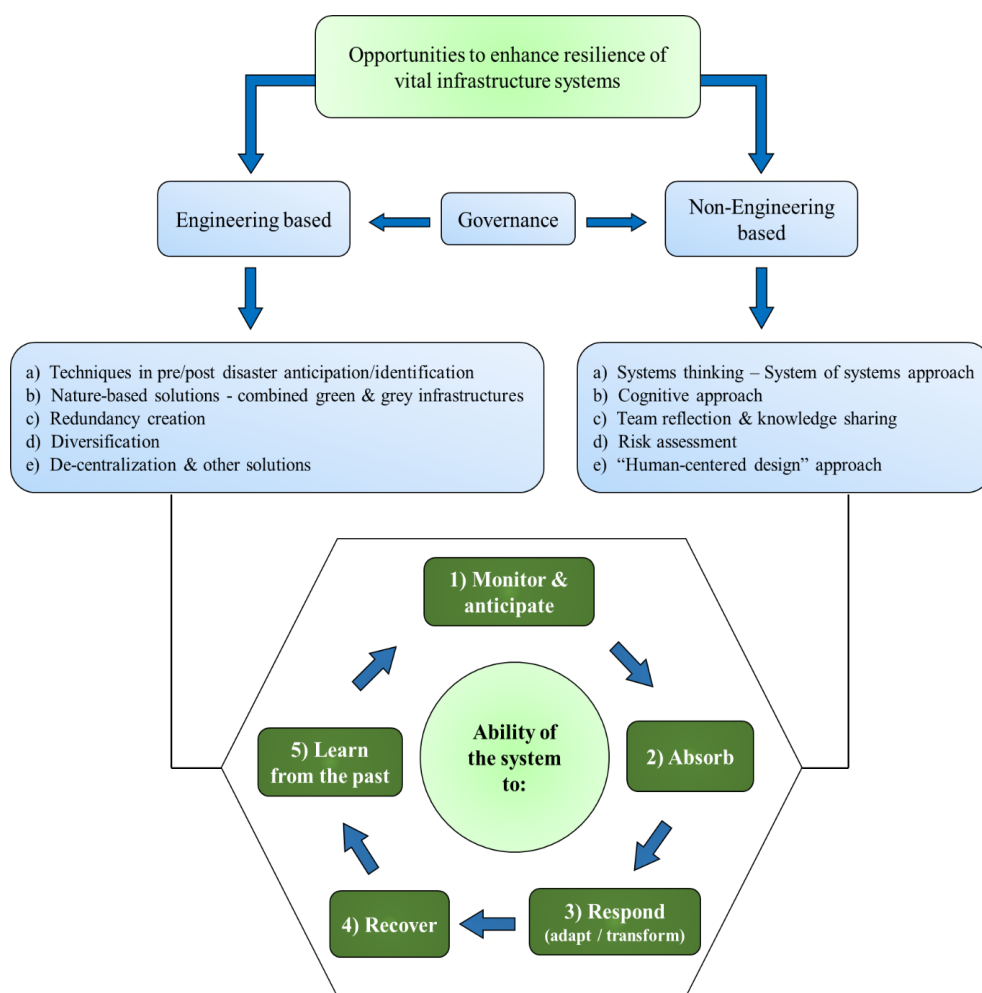 Opportunities to enhance resilience of
vital infrastructure systems
Engineering based
Governance
Non-Engineering
based
a) Techniques in pre/post disaster anticipation/identification
b) Nature-based solutions - combined green & grey infrastructures
c) Redundancy creation
d) Diversification
e) De-centralization & other solutions
a) Systems thinking – System of systems approach
b) Cognitive approach
c) Team reflection & knowledge sharing
d) Risk assessment
e) “Human-centered design” approach
1) Monitor &
anticipate
Ability of
the system
to:
2) Absorb
3) Respond
(adapt / transform)
4) Recover
5) Learn
from the past